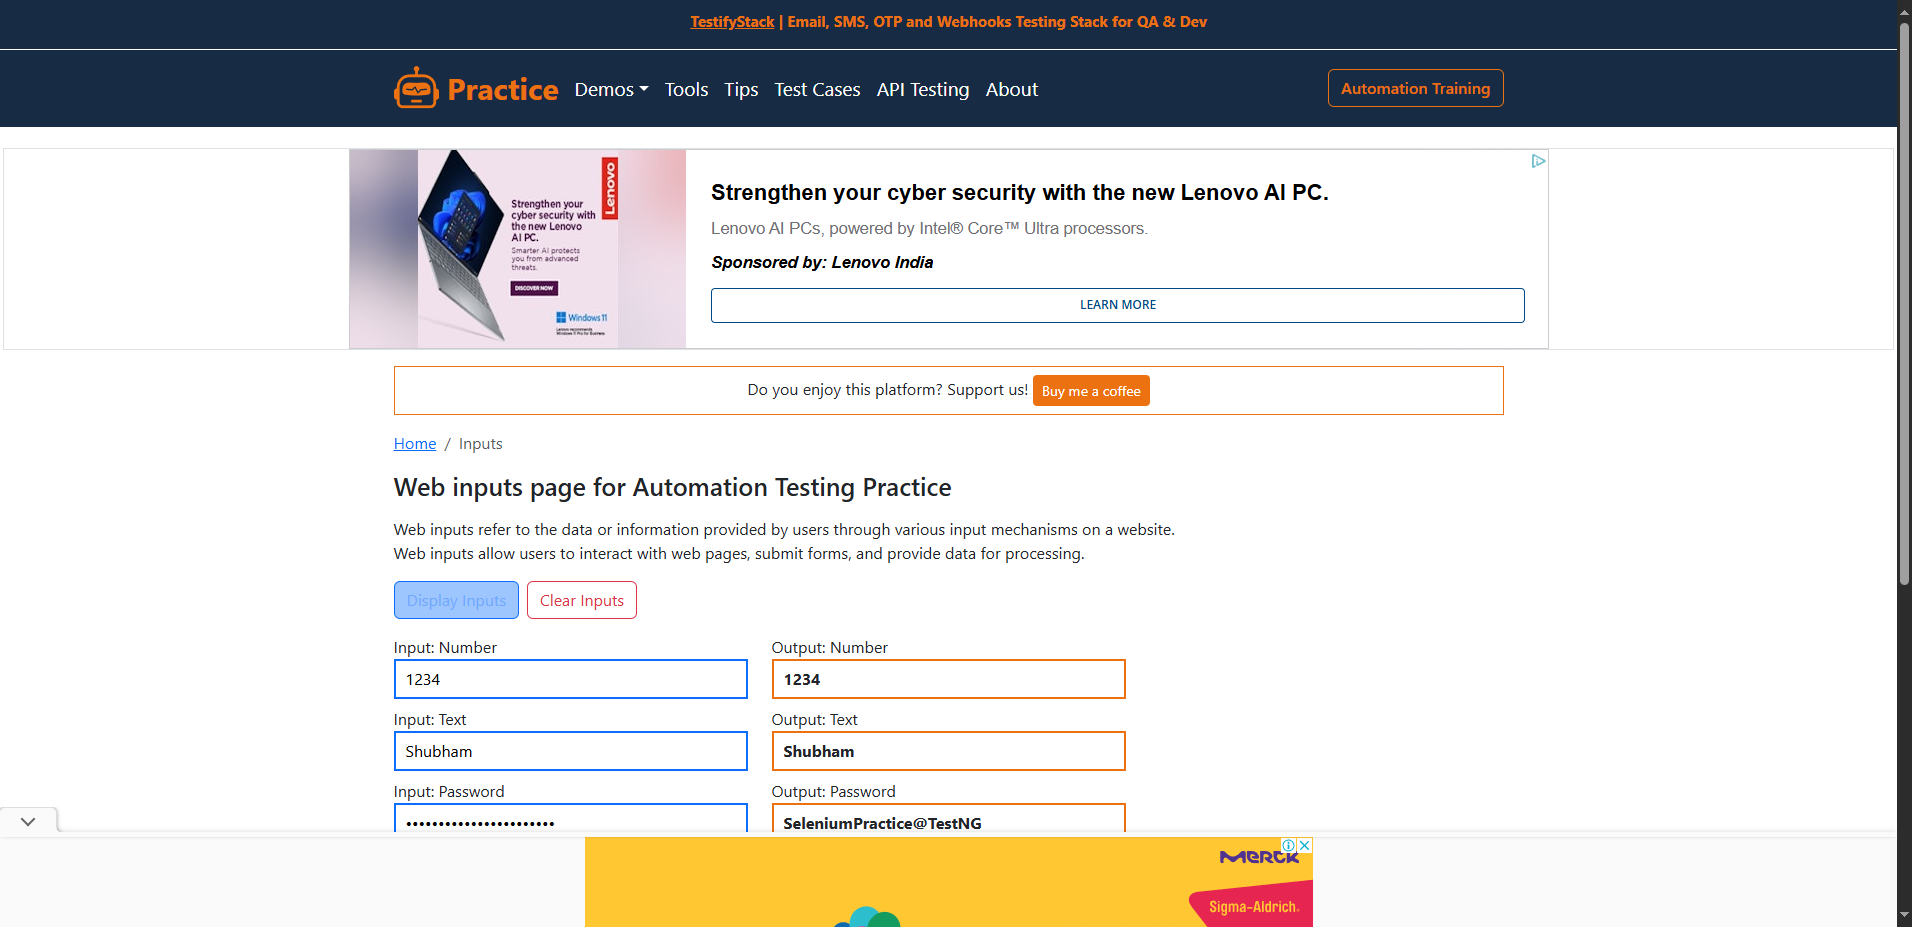 TestifyStack | Email, SMS, OTP and Webhooks Testing Stack for QA & Dev
Practice Demos Tools Tips Test Cases API Testing About Automation Training
Lenovo
Strengthen your
cyber security with
the new Lenovo
AI PC.
Smarter AI protects
you from advanced
threats.
DISCOVER NOW
Windows 11
Lenovo recommends
Windows 11 Pro for Business
Strengthen your cyber security with the new Lenovo AI PC.
Lenovo AI PCs, powered by Intel® Core™ Ultra processors.
Sponsored by: Lenovo India
LEARN MORE
Do you enjoy this platform? Support us! Buy me a coffee
Home / Inputs
Web inputs page for Automation Testing Practice
Web inputs refer to the data or information provided by users through various input mechanisms on a website.
Web inputs allow users to interact with web pages, submit forms, and provide data for processing.
Display Inputs Clear Inputs
Input: Number Output: Number
1234 1234
Input: Text Output: Text
Shubham Shubham
Input: Password Output: Password
••••••••••••••••••••••• SeleniumPractice@TestNG
MERCK
Sigma-Aldrich.